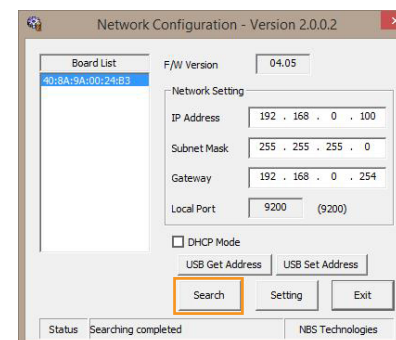 Network Configuration - Version 2.0.0.2
Board List
40:8A:9A:00:24:B3
F/W Version 04.05
Network Setting
IP Address 192 . 168 . 0 . 100
Subnet Mask 255 . 255 . 255 . 0
Gateway 192 . 168 . 0 . 254
Local Port 9200 (9200)
DHCP Mode
USB Get Address USB Set Address
Search Setting Exit
Status Searching completed NBS Technologies